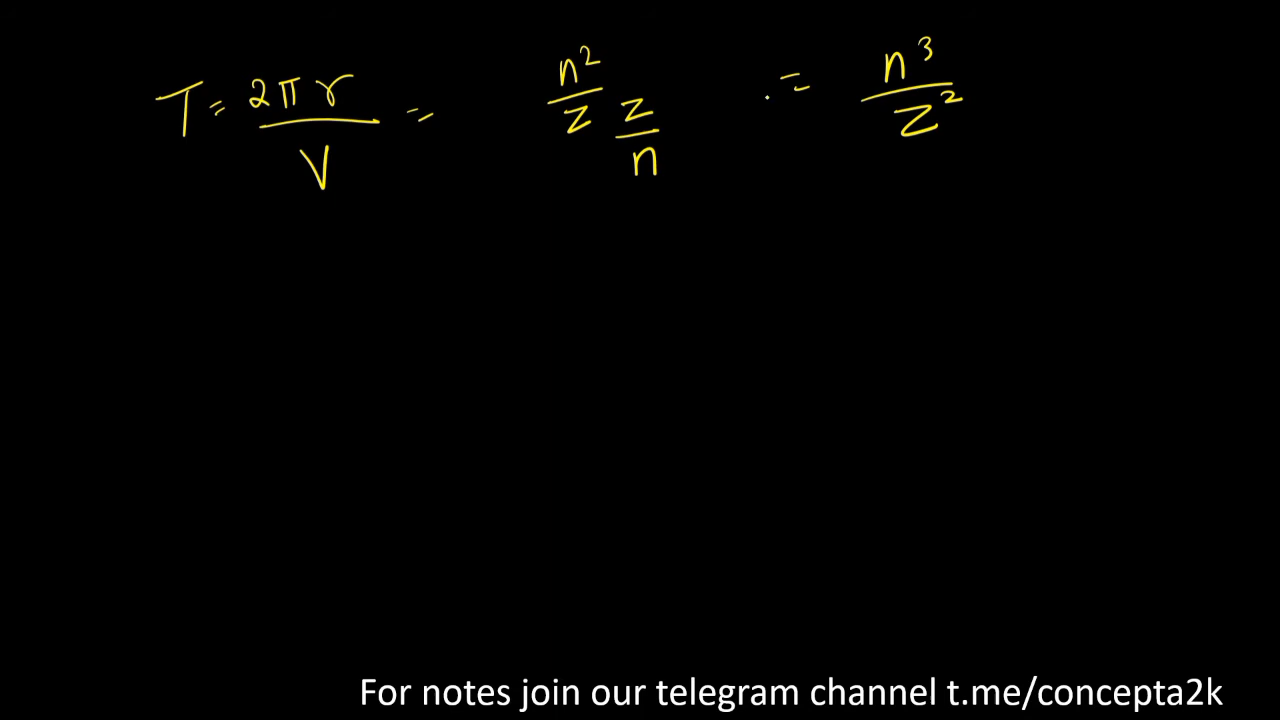 T = 2πr / V = n² / z z / n = n³ / z²
For notes join our telegram channel t.me/concepta2k